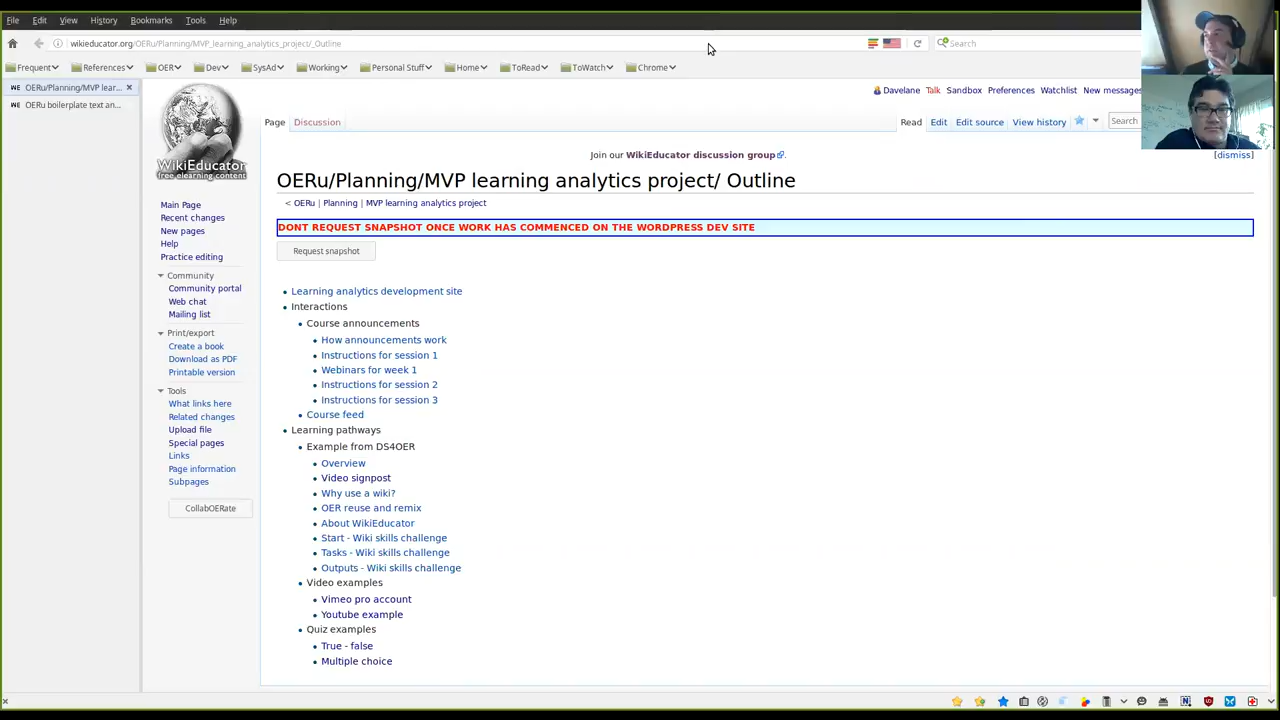 File Edit View History Bookmarks Tools Help
wikieducator.org/OERu/Planning/MVP_learning_analytics_project/_Outline
Search
Frequent References OER Dev SysAd Working Personal Stuff Home ToRead ToWatch Chrome
OERu/Planning/MVP lear...
OERu boilerplate text an...
WikiEducator
free elearning content
Davelane Talk Sandbox Preferences Watchlist New messages
Page Discussion
Read Edit Edit source View history
Search
Join our WikiEducator discussion group.
[dismiss]
OERu/Planning/MVP learning analytics project/ Outline
< OERu | Planning | MVP learning analytics project
DONT REQUEST SNAPSHOT ONCE WORK HAS COMMENCED ON THE WORDPRESS DEV SITE
Request snapshot
Main Page
Recent changes
New pages
Help
Practice editing
Community
Community portal
Web chat
Mailing list
Print/export
Create a book
Download as PDF
Printable version
Tools
What links here
Related changes
Upload file
Special pages
Links
Page information
Subpages
CollabOERate
Learning analytics development site
Interactions
Course announcements
How announcements work
Instructions for session 1
Webinars for week 1
Instructions for session 2
Instructions for session 3
Course feed
Learning pathways
Example from DS4OER
Overview
Video signpost
Why use a wiki?
OER reuse and remix
About WikiEducator
Start - Wiki skills challenge
Tasks - Wiki skills challenge
Outputs - Wiki skills challenge
Video examples
Vimeo pro account
Youtube example
Quiz examples
True - false
Multiple choice